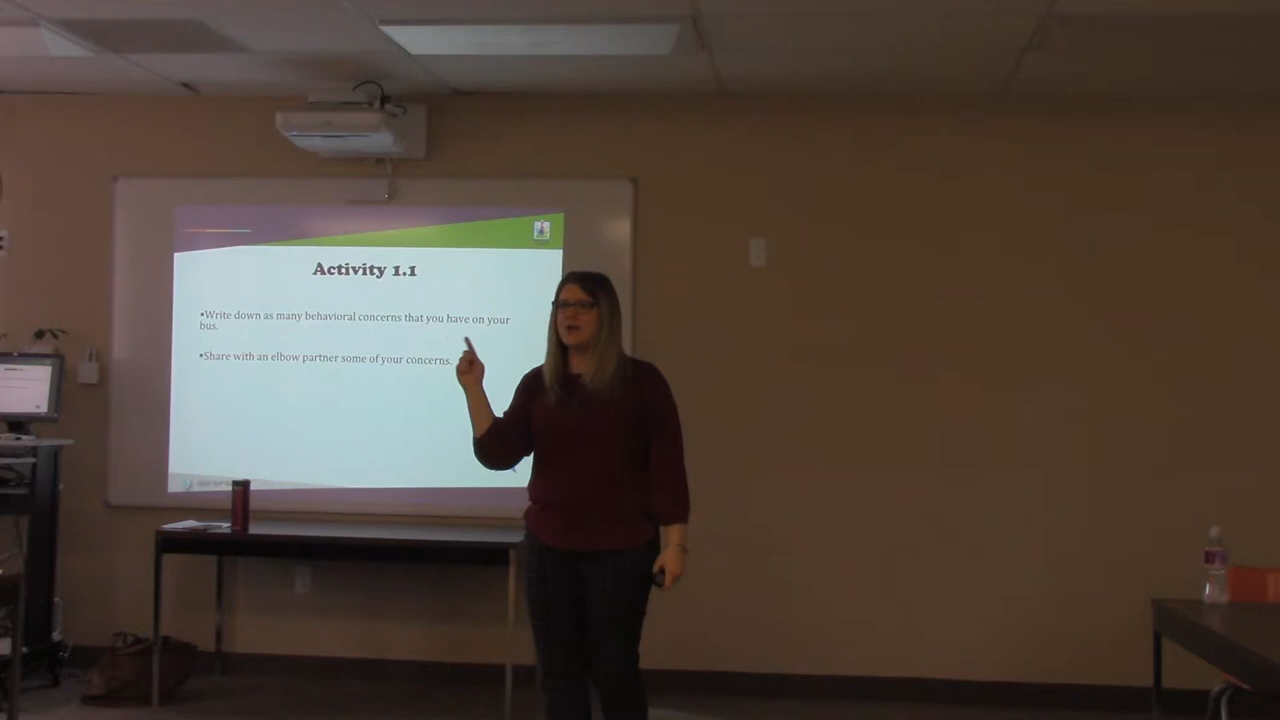 Activity 1.1
▪Write down as many behavioral concerns that you have on your
bus.
▪Share with an elbow partner some of your concerns.